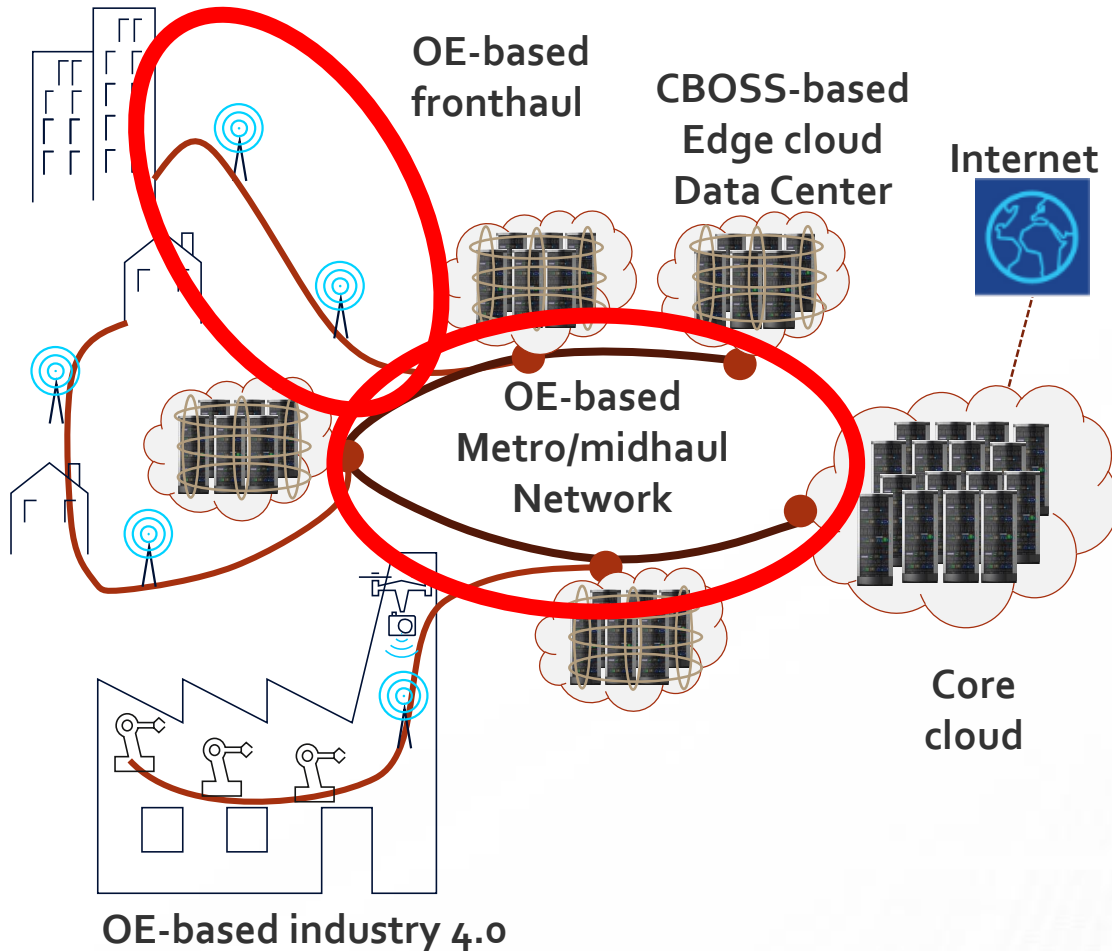 OE-based
fronthaul
CBOSS-based
Edge cloud
Data Center
Internet
OE-based
Metro/midhaul
Network
Core
cloud
OE-based industry 4.0